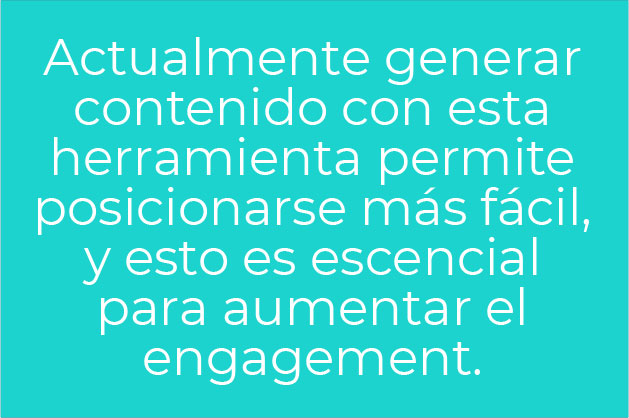 Actualmente generar
contenido con esta
herramienta permite
posicionarse más fácil,
y esto es escencial
para aumentar el
engagement.